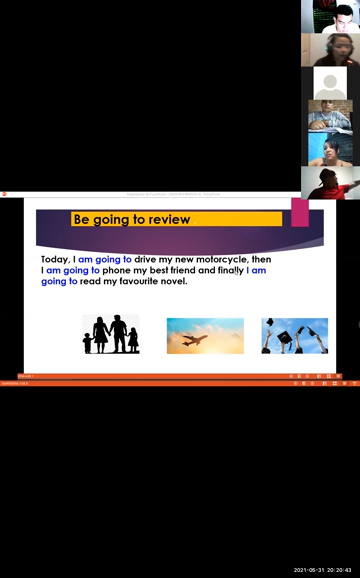 Be going to review
Today, I am going to drive my new motorcycle, then
I am going to phone my best friend and finally I am
going to read my favourite novel.
2021-05-31 20:20:43